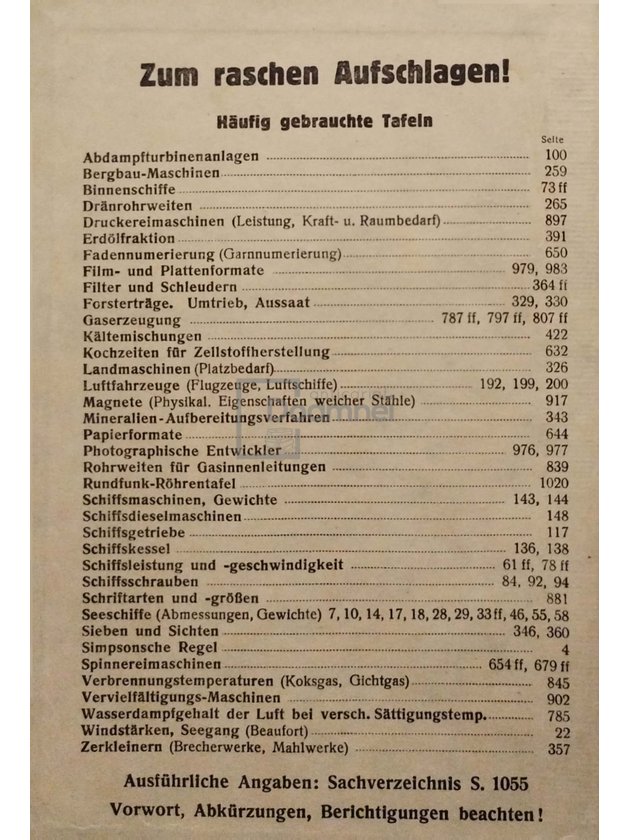 Zum raschen Aufschlagen!
Häufig gebrauchte Tafeln
Seite
Abdampfturbinenanlagen 100
Bergbau-Maschinen 259
Binnenschiffe 73 ff
Dränrohrweiten 265
Druckereimaschinen (Leistung, Kraft- u. Raumbedarf) 897
Erdölfraktion 391
Fadennumerierung (Garnnumerierung) 650
Film- und Plattenformate 979, 983
Filter und Schleudern 364 ff
Forsterträge. Umtrieb, Aussaat 329, 330
Gaserzeugung 787 ff, 797 ff, 807 ff
Kältemischungen 422
Kochzeiten für Zellstoffherstellung 632
Landmaschinen (Platzbedarf) 326
Luftfahrzeuge (Flugzeuge, Luftschiffe) 192, 199, 200
Magnete (Physikal. Eigenschaften weicher Stähle) 917
Mineralien-Aufbereitungsverfahren 343
Papierformate 644
Photographische Entwickler 976, 977
Rohrweiten für Gasinnenleitungen 839
Rundfunk-Röhrentafel 1020
Schiffsmaschinen, Gewichte 143, 144
Schiffsdieselmaschinen 148
Schiffsgetriebe 117
Schiffskessel 136, 138
Schiffsleistung und -geschwindigkeit 61 ff, 78 ff
Schiffsschrauben 84, 92, 94
Schriftarten und -größen 881
Seeschiffe (Abmessungen, Gewichte) 7, 10, 14, 17, 18, 28, 29, 33 ff, 46, 55, 58
Sieben und Sichten 346, 360
Simpsonsche Regel 4
Spinnereimaschinen 654 ff, 679 ff
Verbrennungstemperaturen (Koksgas, Gichtgas) 845
Vervielfältigungs-Maschinen 902
Wasserdampfgehalt der Luft bei versch. Sättigungstemp. 785
Windstärken, Seegang (Beaufort) 22
Zerkleinern (Brecherwerke, Mahlwerke) 357
Ausführliche Angaben: Sachverzeichnis S. 1055
Vorwort, Abkürzungen, Berichtigungen beachten!